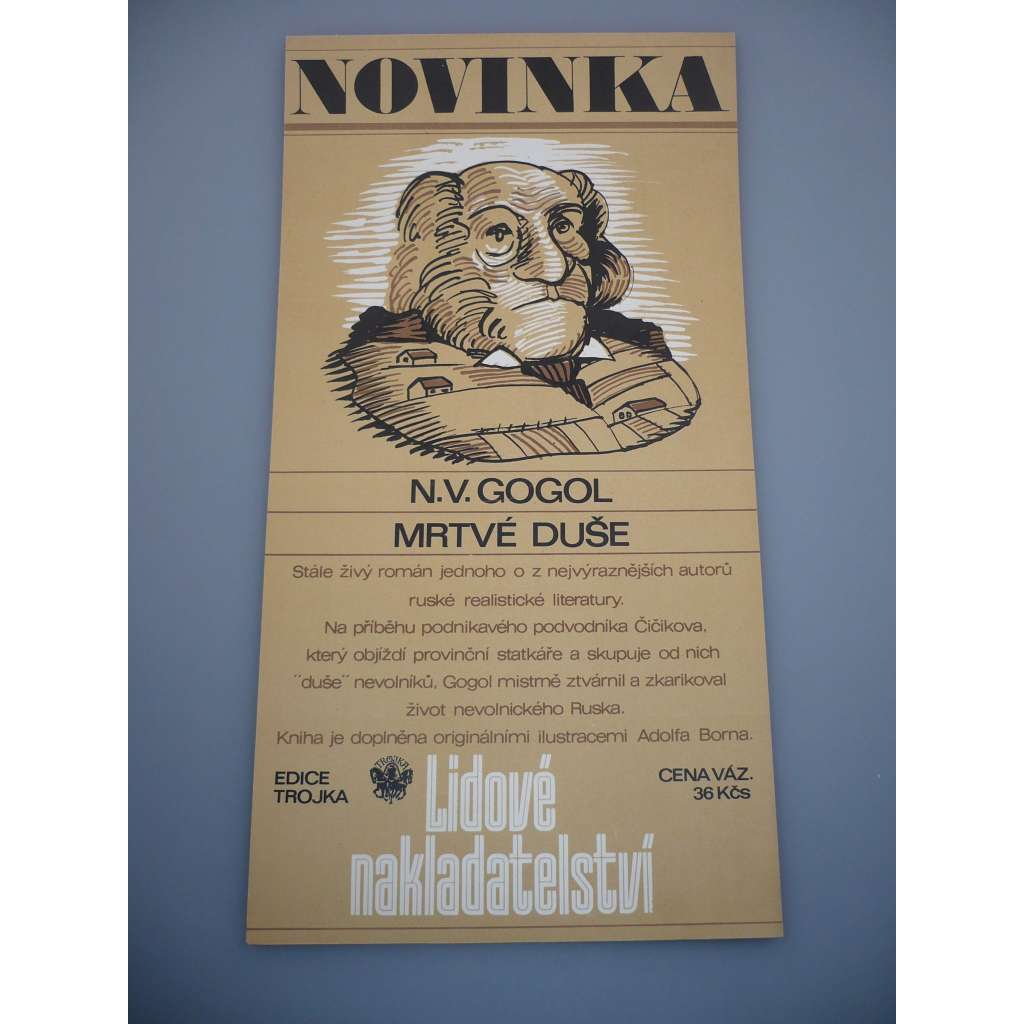 NOVINKA
N.V. GOGOL
MRTVÉ DUŠE
Stále živý román jednoho o z nejvýraznějších autorů
ruské realistické literatury.
Na příběhu podnikavého podvodníka Čičikova,
který objíždí provinční statkáře a skupuje od nich
"duše" nevolníků, Gogol mistrně ztvárnil a zkarikoval
život nevolnického Ruska.
Kniha je doplněna originálními ilustracemi Adolfa Borna.
EDICE
TROJKA
TROJKA
Lidové
nakladatelství
CENA VÁZ.
36 Kčs